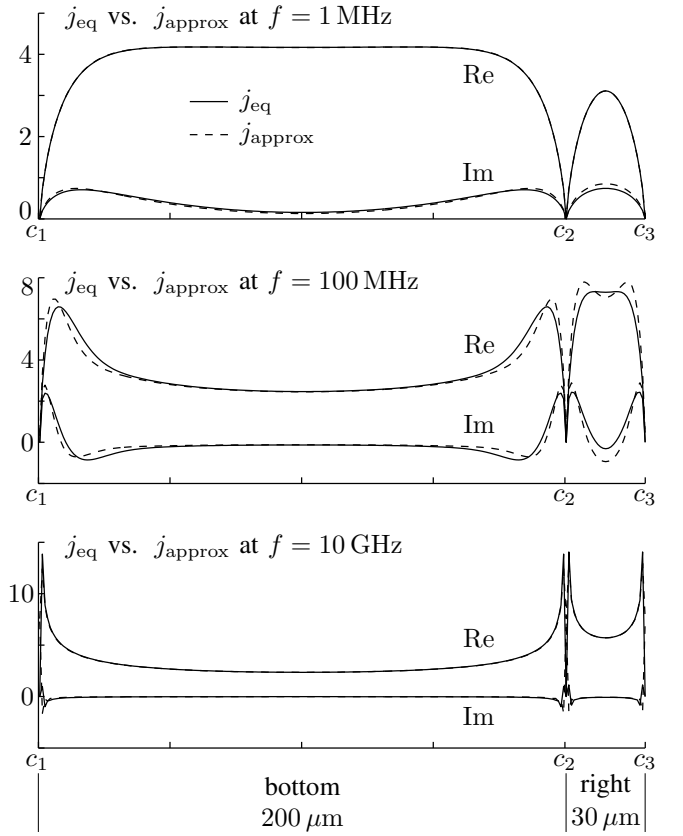 j_eq vs. j_approx at f = 1 MHz
4
2
0
Re
j_eq
j_approx
Im
c_1 c_2 c_3
j_eq vs. j_approx at f = 100 MHz
8
4
0
Re
Im
c_1 c_2 c_3
j_eq vs. j_approx at f = 10 GHz
10
0
Re
Im
c_1 c_2 c_3
bottom right
200 μm 30 μm